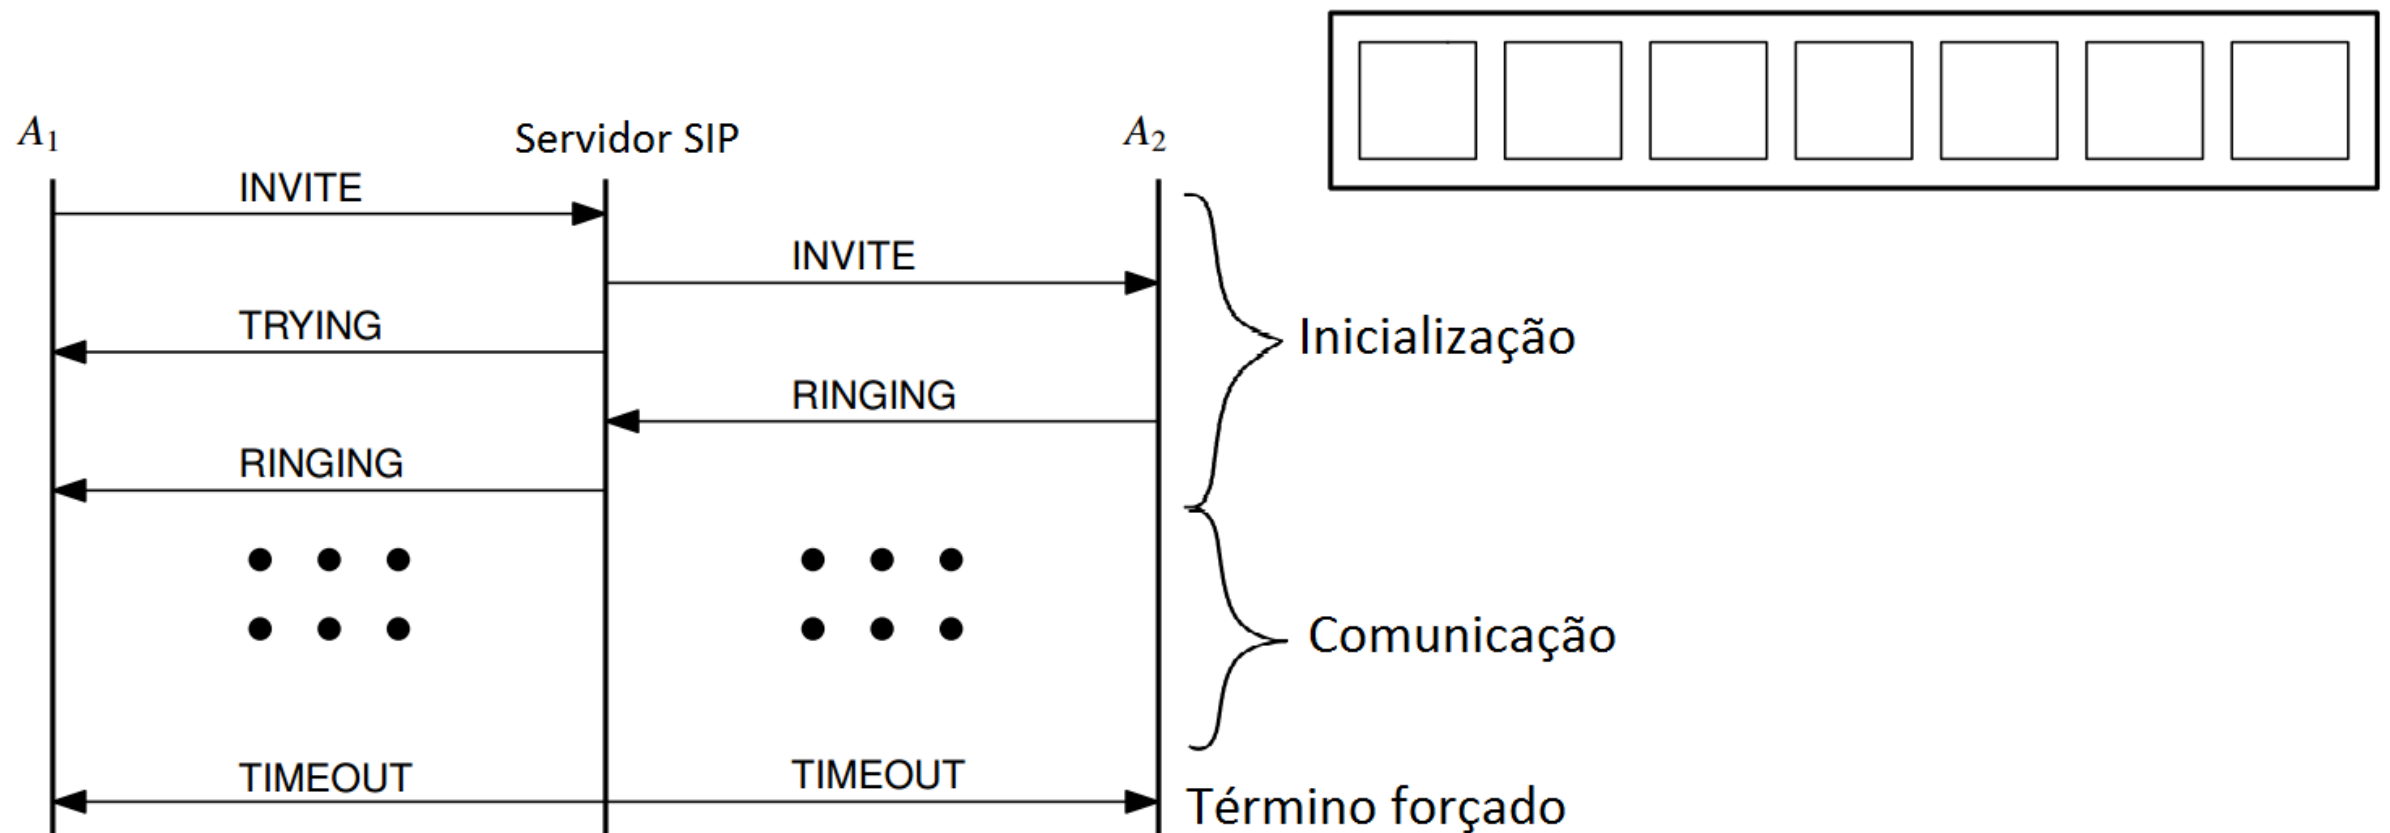 A1
Servidor SIP
A2
INVITE
INVITE
TRYING
Inicialização
RINGING
RINGING
Comunicação
TIMEOUT
TIMEOUT
Término forçado